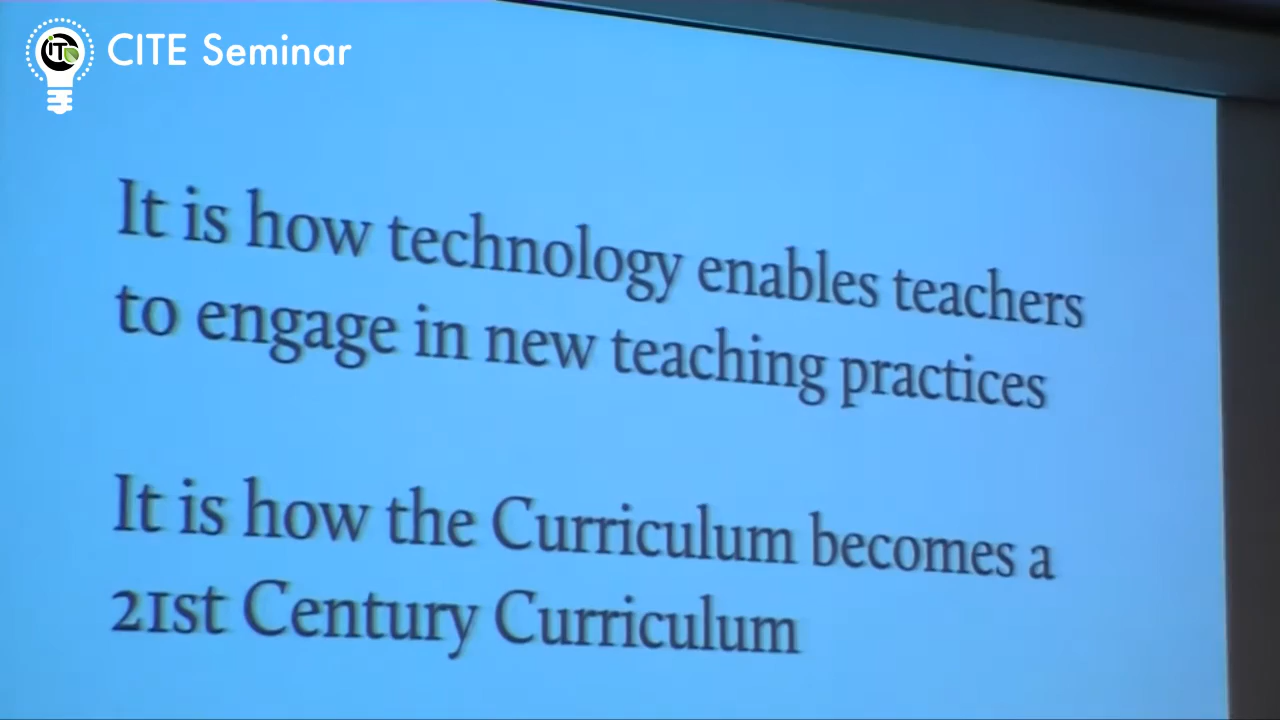 CITE Seminar
It is how technology enables teachers
to engage in new teaching practices
It is how the Curriculum becomes a
21st Century Curriculum